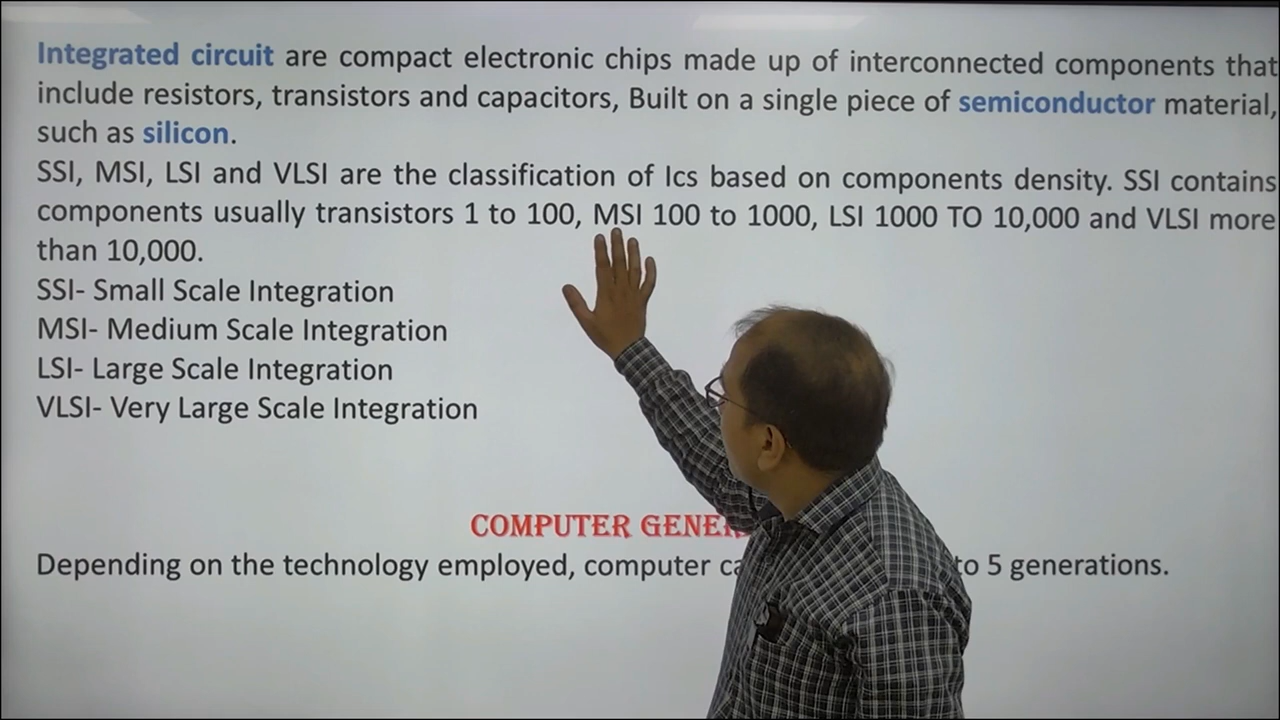 Integrated circuit are compact electronic chips made up of interconnected components that
include resistors, transistors and capacitors, Built on a single piece of semiconductor material,
such as silicon.
SSI, MSI, LSI and VLSI are the classification of Ics based on components density. SSI contains
components usually transistors 1 to 100, MSI 100 to 1000, LSI 1000 TO 10,000 and VLSI more
than 10,000.
SSI- Small Scale Integration
MSI- Medium Scale Integration
LSI- Large Scale Integration
VLSI- Very Large Scale Integration
COMPUTER
Depending on the technology employed, computer to 5 generations.